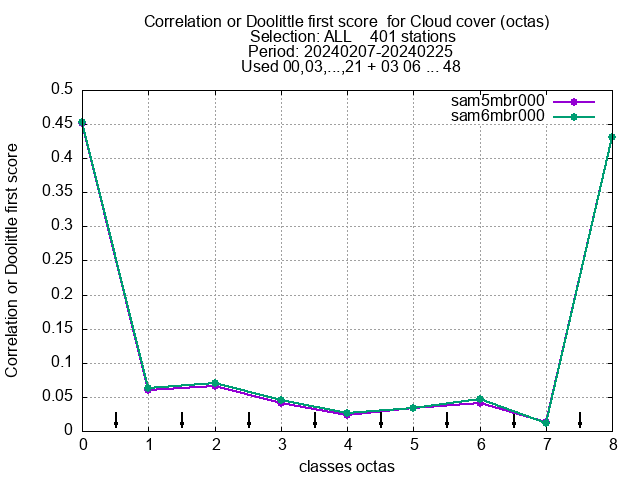 Correlation or Doolittle first score  for Cloud cover (octas)
Selection: ALL    401 stations
Period: 20240207-20240225
Used 00,03,...,21 + 03 06 ... 48
sam5mbr000
sam6mbr000
Correlation or Doolittle first score
0.5
0.45
0.4
0.35
0.3
0.25
0.2
0.15
0.1
0.05
0
0 1 2 3 4 5 6 7 8
classes octas